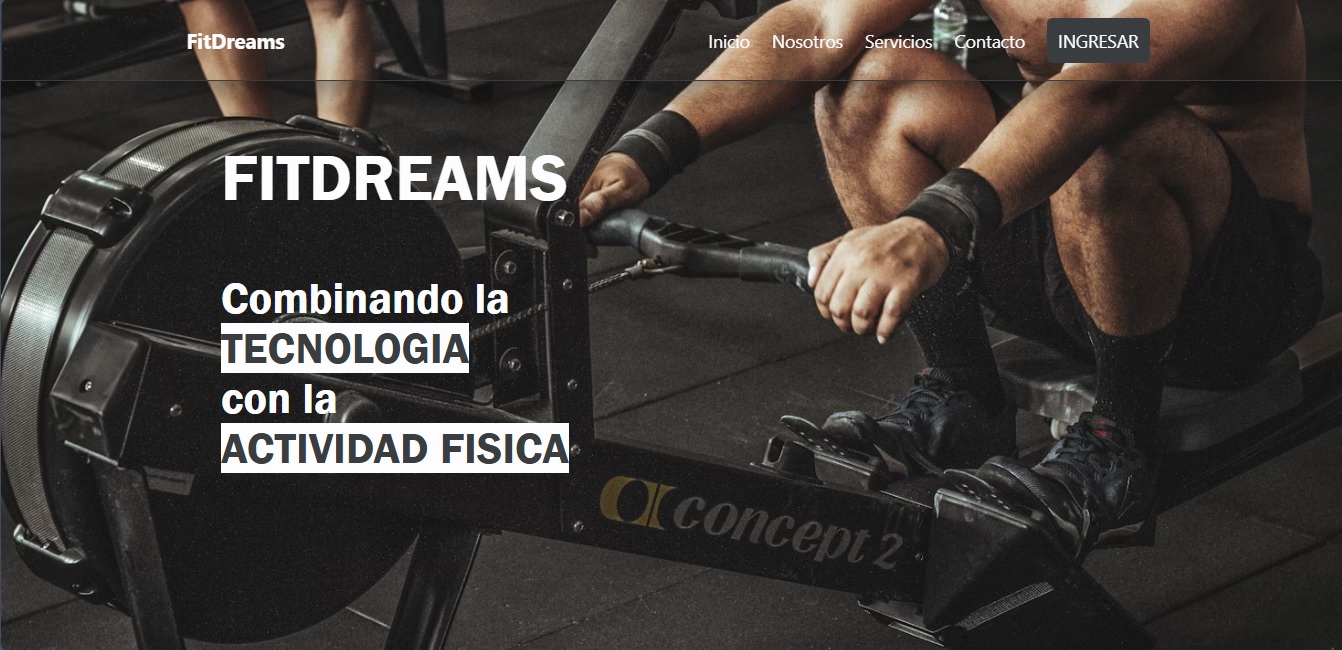 FitDreams
Inicio Nosotros Servicios Contacto INGRESAR
FITDREAMS
Combinando la
TECNOLOGIA
con la
ACTIVIDAD FISICA
concept 2